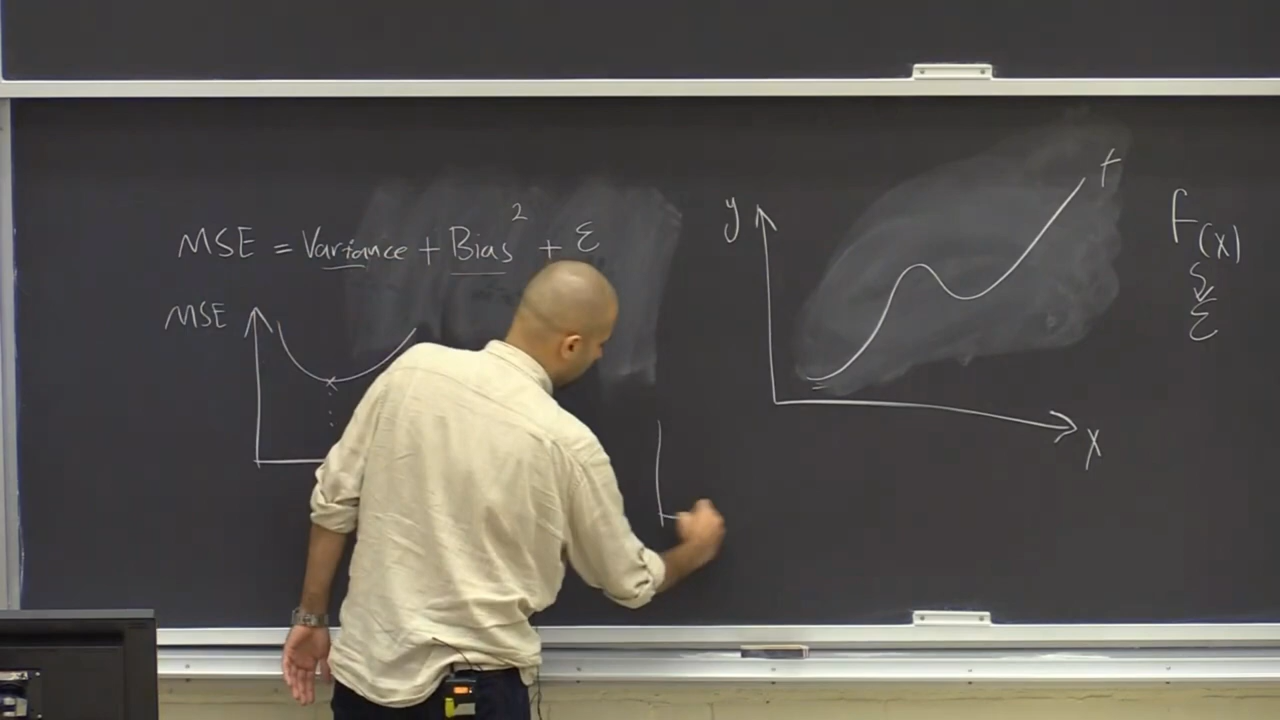 MSE = Variance + Bias² + ε
MSE
y
f
x
f(x)
ε